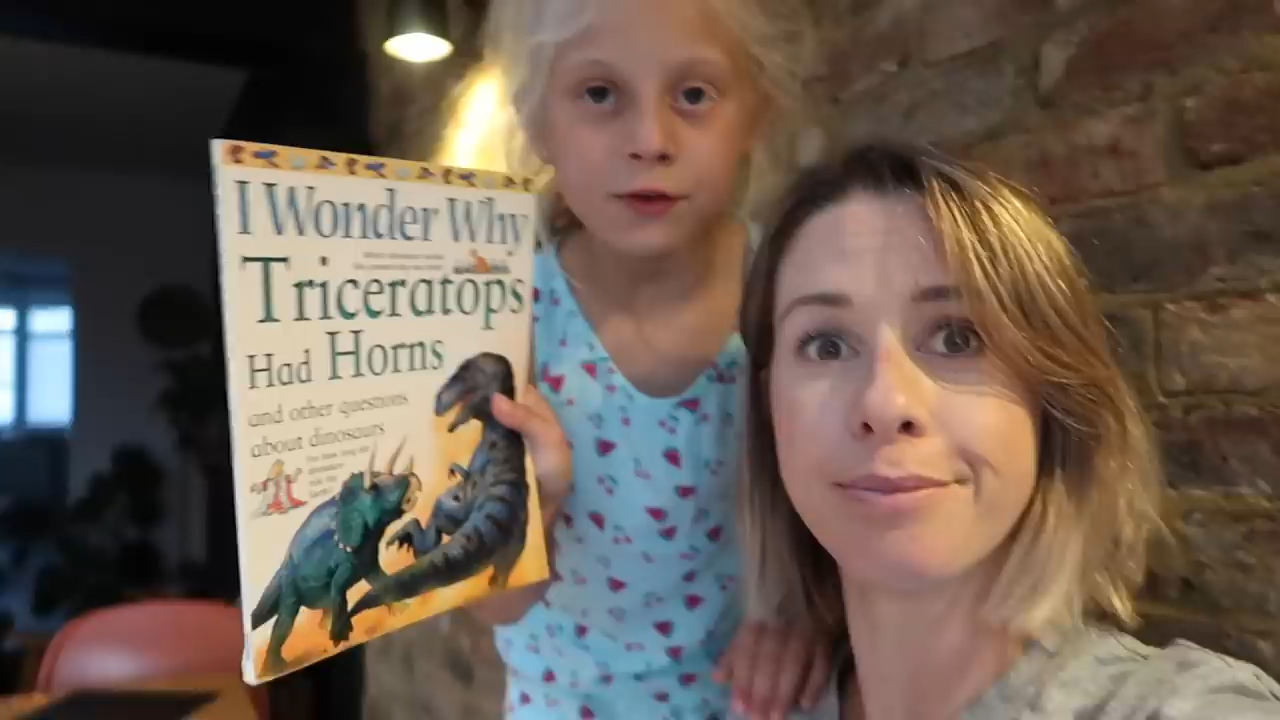 I Wonder Why
Triceratops
Had Horns
and other questions
about dinosaurs